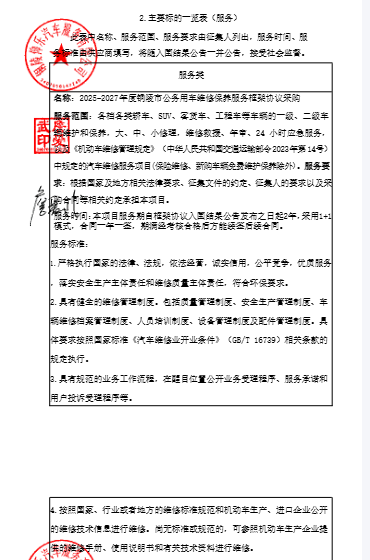 2.主要标的一览表（服务）
此表中名称、服务范围、服务要求由征集人列出，服务时间、服
务标准由供应商填写，将随入围结果公告一并公告，接受社会监督。
服务类
名称：2025-2027年度铜陵市公务用车维修保养服务框架协议采购
服务范围：各档各类轿车、SUV、客货车、工程车等车辆的一级、二级车
辆维护和保养，大、中、小修理，维修救援、年审、24 小时应急服务，
《机动车维修管理规定》（中华人民共和国交通运输部令2023年第14号）
中规定的汽车维修服务项目(保险维修、新购车辆免费维护保养除外)。服务要
求：根据国家及地方相关法律要求、征集文件的约定、征集人的要求以及采
购合同等相关约定承担本项目。
服务时间：本项目服务期自框架协议入围结果公告发布之日起2年，采用1+1
模式，合同一年一签，期满经考核合格后方能续签后续合同。
服务标准：
1.严格执行国家的法律、法规，依法经营，诚实信用，公平竞争，优质服务
，落实安全生产主体责任和维修质量主体责任，符合环保要求。
2.具有健全的维修管理制度。包括质量管理制度、安全生产管理制度、车
辆维修档案管理制度、人员培训制度、设备管理制度及配件管理制度。具
体要求按照国家标准《汽车维修业开业条件》（GB/T 16739）相关条款的
规定执行。
3.具有规范的业务工作流程，在醒目位置公开业务受理程序、服务承诺和
用户投诉受理程序等。
4.按照国家、行业或者地方的维修标准规范和机动车生产、进口企业公开
的维修技术信息进行维修。尚无标准或规范的，可参照机动车生产企业提
供的维修手册、使用说明书和有关技术资料进行维修。